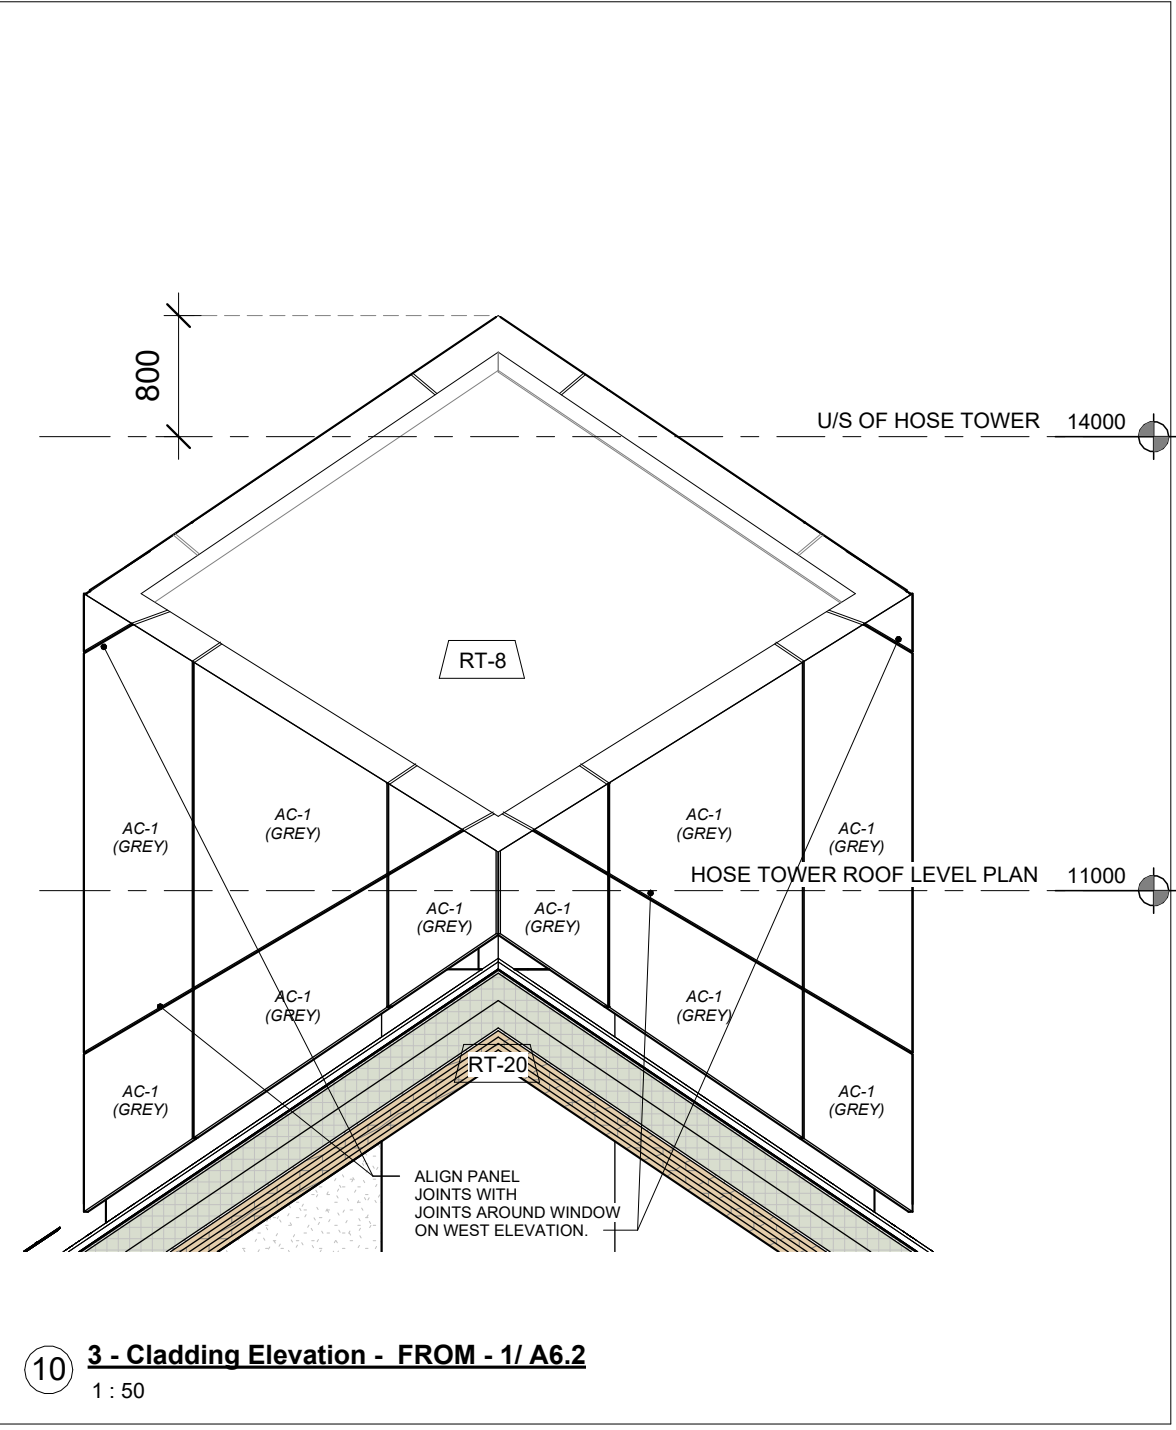 800
U/S OF HOSE TOWER 14000
RT-8
AC-1
(GREY)
AC-1
(GREY)
AC-1
(GREY)
AC-1
(GREY)
HOSE TOWER ROOF LEVEL PLAN 11000
AC-1
(GREY)
AC-1
(GREY)
AC-1
(GREY)
AC-1
(GREY)
RT-20
AC-1
(GREY)
AC-1
(GREY)
ALIGN PANEL
JOINTS WITH
JOINTS AROUND WINDOW
ON WEST ELEVATION.
10
3 - Cladding Elevation - FROM - 1/ A6.2
1 : 50